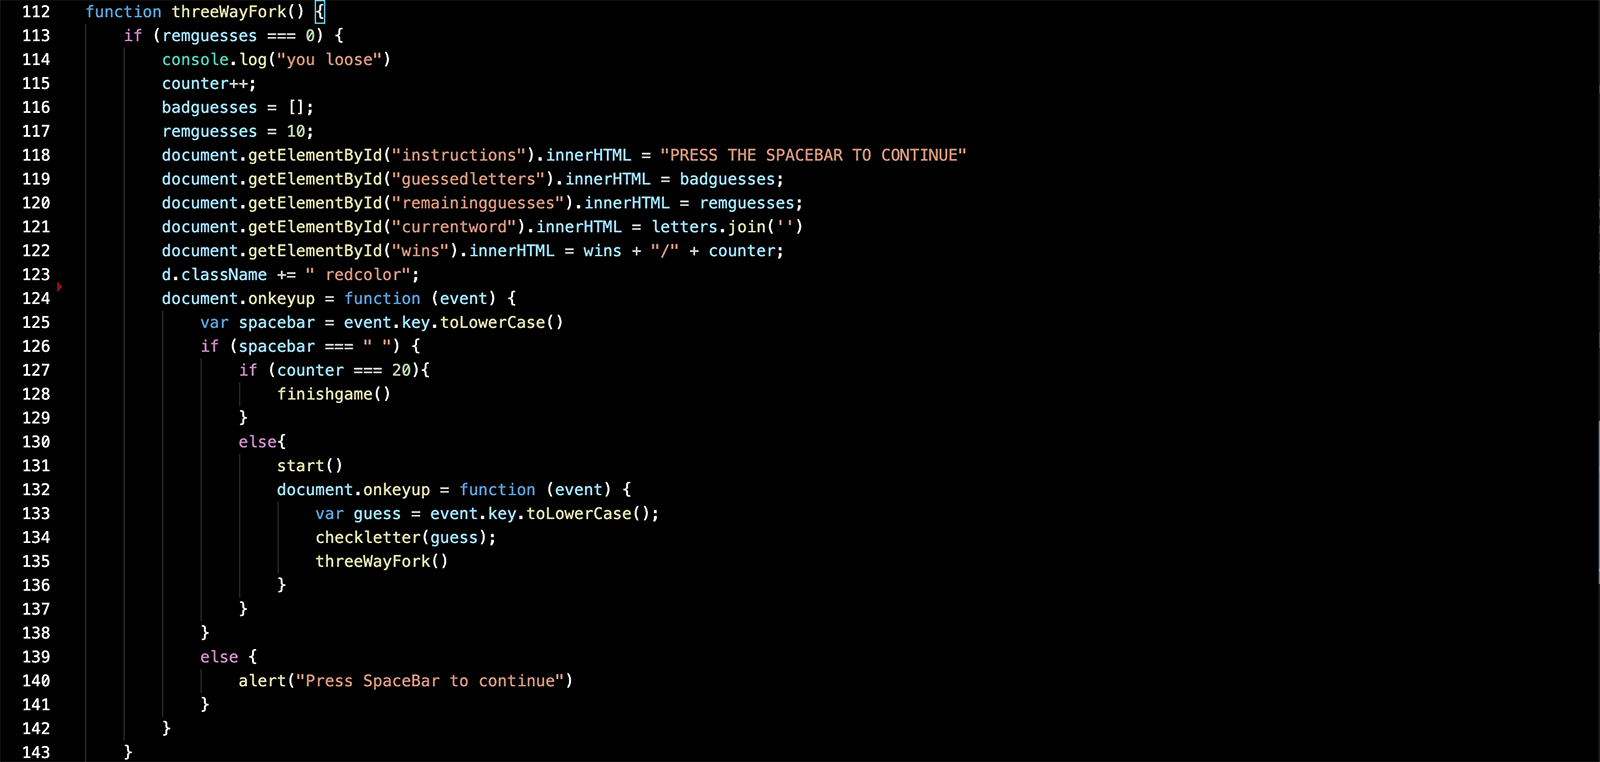 112 function threeWayFork() {
113 if (remguesses === 0) {
114 console.log("you loose")
115 counter++;
116 badguesses = [];
117 remguesses = 10;
118 document.getElementById("instructions").innerHTML = "PRESS THE SPACEBAR TO CONTINUE"
119 document.getElementById("guessedletters").innerHTML = badguesses;
120 document.getElementById("remainingguesses").innerHTML = remguesses;
121 document.getElementById("currentword").innerHTML = letters.join('')
122 document.getElementById("wins").innerHTML = wins + "/" + counter;
123 d.className += " redcolor";
124 document.onkeyup = function (event) {
125 var spacebar = event.key.toLowerCase()
126 if (spacebar === " ") {
127 if (counter === 20){
128 finishgame()
129 }
130 else{
131 start()
132 document.onkeyup = function (event) {
133 var guess = event.key.toLowerCase();
134 checkletter(guess);
135 threeWayFork()
136 }
137 }
138 }
139 else {
140 alert("Press SpaceBar to continue")
141 }
142 }
143 }